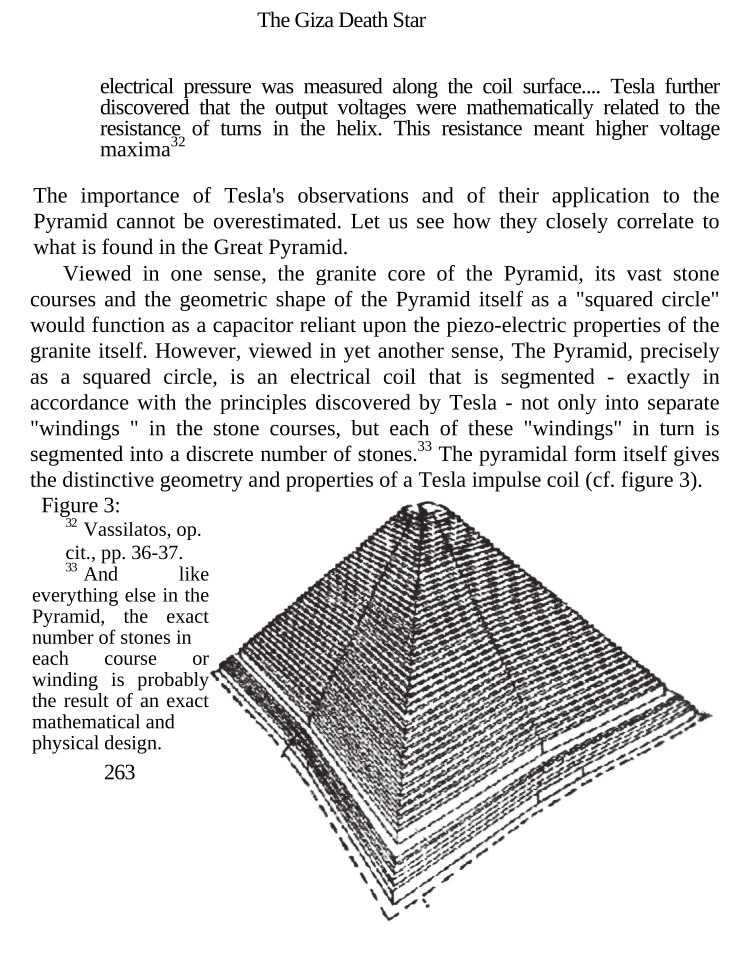 The Giza Death Star
electrical pressure was measured along the coil surface.... Tesla further
discovered that the output voltages were mathematically related to the
resistance of turns in the helix. This resistance meant higher voltage
maxima32
The importance of Tesla's observations and of their application to the
Pyramid cannot be overestimated. Let us see how they closely correlate to
what is found in the Great Pyramid.
Viewed in one sense, the granite core of the Pyramid, its vast stone
courses and the geometric shape of the Pyramid itself as a "squared circle"
would function as a capacitor reliant upon the piezo-electric properties of the
granite itself. However, viewed in yet another sense, The Pyramid, precisely
as a squared circle, is an electrical coil that is segmented - exactly in
accordance with the principles discovered by Tesla - not only into separate
"windings " in the stone courses, but each of these "windings" in turn is
segmented into a discrete number of stones.33 The pyramidal form itself gives
the distinctive geometry and properties of a Tesla impulse coil (cf. figure 3).
Figure 3:
32 Vassilatos, op.
cit., pp. 36-37.
33 And like
everything else in the
Pyramid, the exact
number of stones in
each course or
winding is probably
the result of an exact
mathematical and
physical design.
263